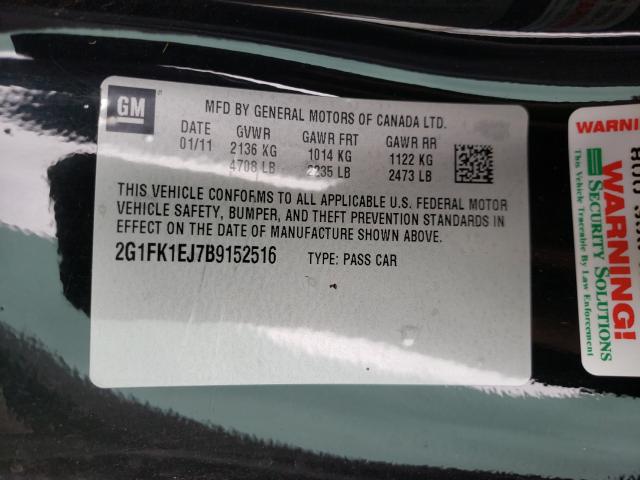 GM
MFD BY GENERAL MOTORS OF CANADA LTD.
DATE GVWR GAWR FRT GAWR RR
01/11 2136 KG 1014 KG 1122 KG
4708 LB 2235 LB 2473 LB
THIS VEHICLE CONFORMS TO ALL APPLICABLE U.S. FEDERAL MOTOR
VEHICLE SAFETY, BUMPER, AND THEFT PREVENTION STANDARDS IN
EFFECT ON THE DATE OF MANUFACTURE SHOWN ABOVE.
2G1FK1EJ7B9152516 TYPE: PASS CAR
WARNIN
WARNING!
SECURITY SOLUTIONS
This Vehicle Traceable
By Law Enforcement